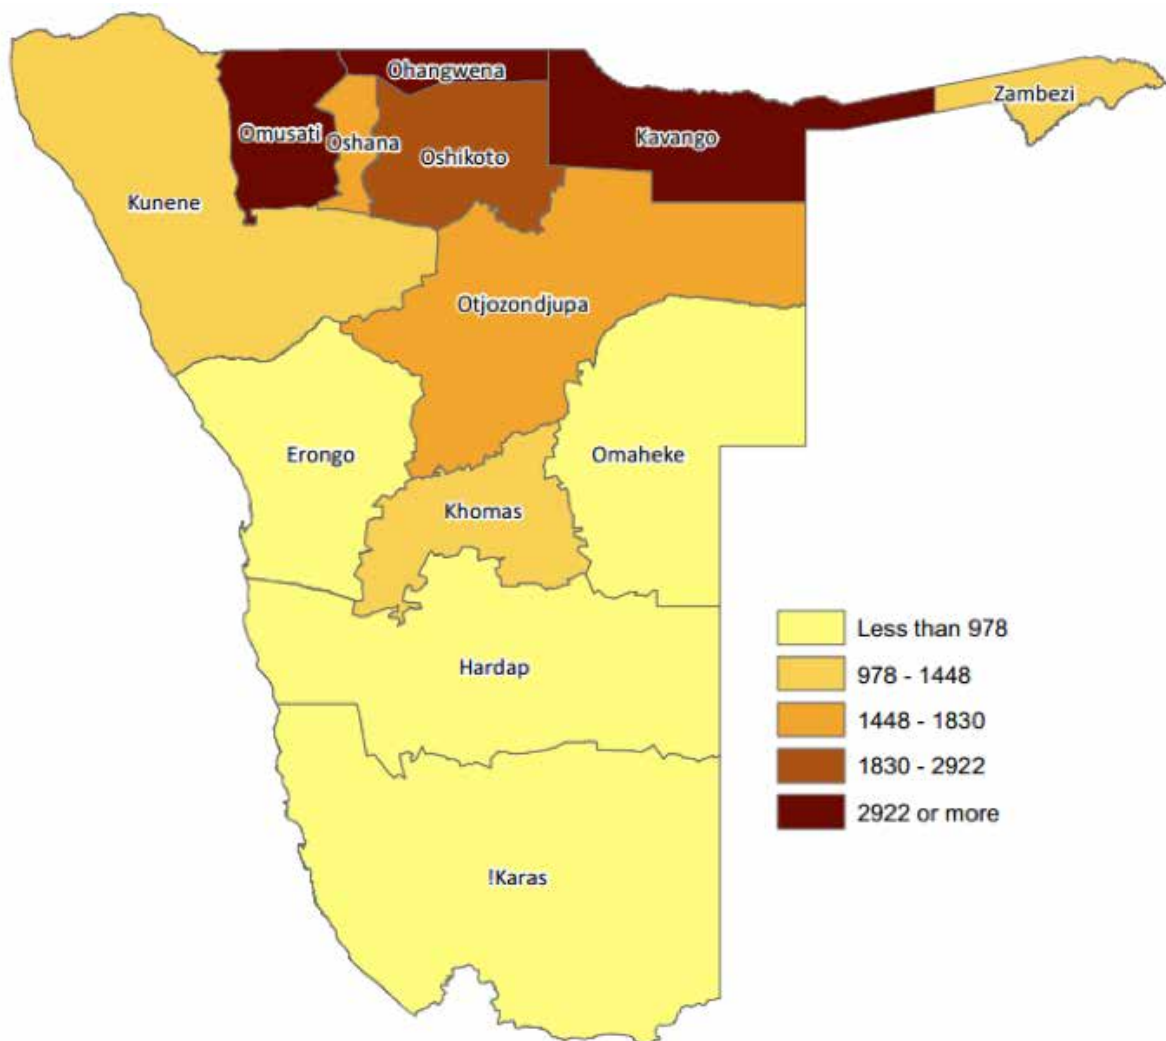 Ohangwena
Zambezi
Omusati
Oshana
Kavango
Oshikoto
Kunene
Otjozondjupa
Erongo
Omaheke
Khomas
Hardap
!Karas
Less than 978
978 - 1448
1448 - 1830
1830 - 2922
2922 or more